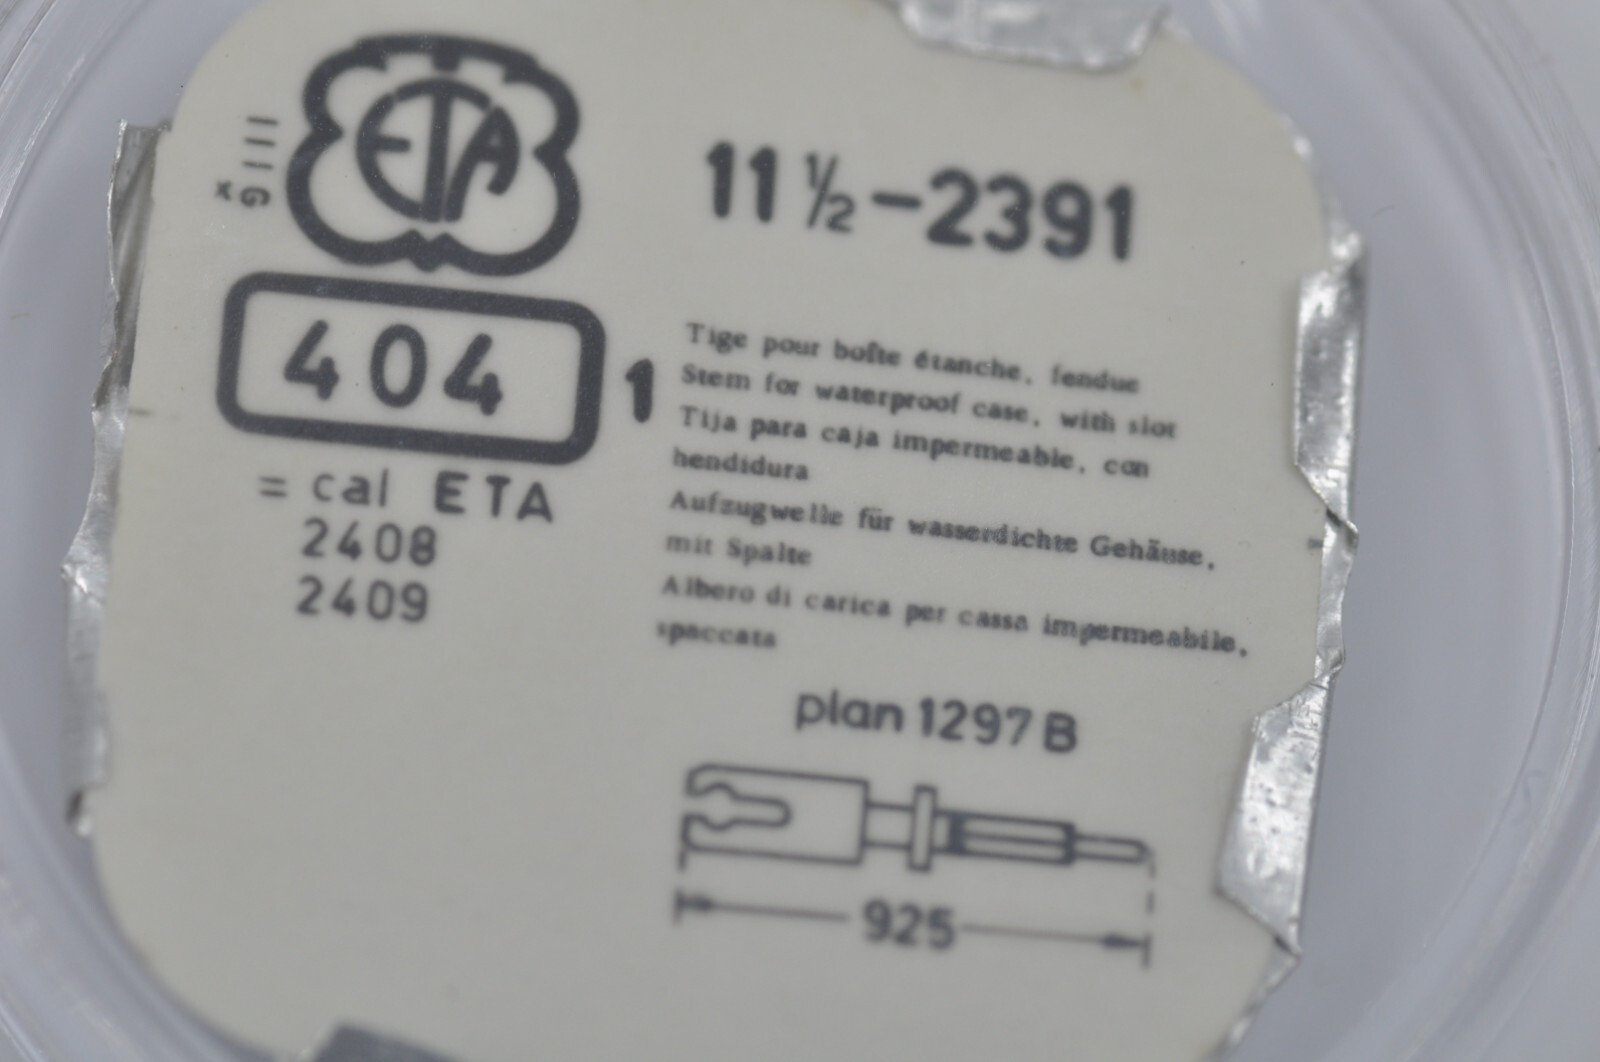 ETA
11 ½-2391
404 1
= cal ETA
2408
2409
Tige pour boîte étanche, fendue
Stem for waterproof case, with slot
Tija para caja impermeable, con
hendidura
Aufzugwelle für wasserdichte Gehäuse,
mit Spalte
Albero di carica per cassa impermeabile,
spaccata
plan 1297 B
925